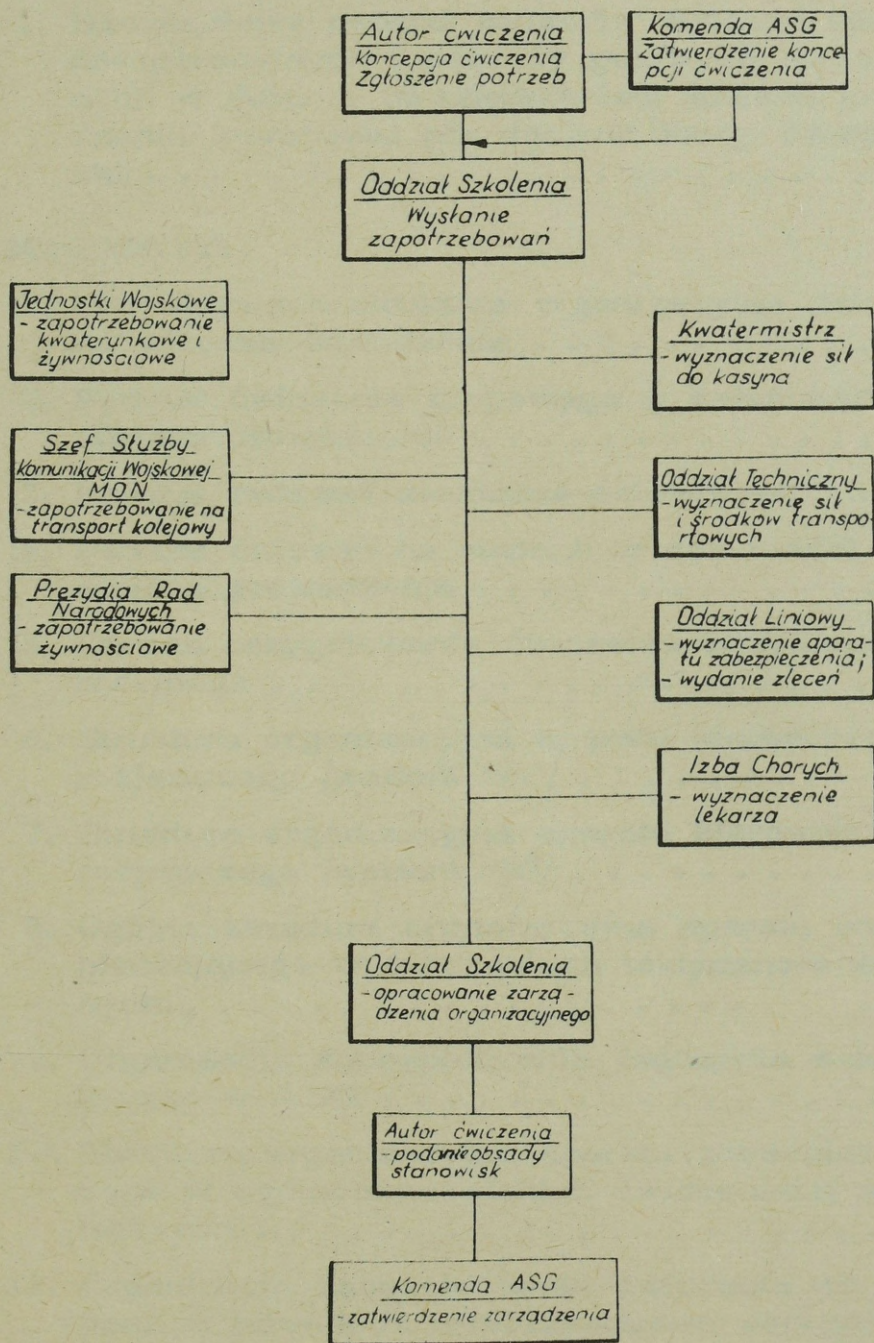 Autor ćwiczenia
Koncepcja ćwiczenia
Zgłoszenie potrzeb
Komenda ASG
Zatwierdzenie konce-
pcji ćwiczenia
Oddział Szkolenia
Wysłanie
zapotrzebowań
Jednostki Wojskowe
- zapotrzebowanie
kwaterunkowe i
żywnościowe
Kwatermistrz
- wyznaczenie sił
do kasyna
Szef Służby
Komunikacji Wojskowej
MON
- zapotrzebowanie na
transport kolejowy
Oddział Techniczny
- wyznaczenie sił
i środków transpo-
rtowych
Prezydia Rad
Narodowych
- zapotrzebowanie
żywnościowe
Oddział Liniowy
- wyznaczenie apara-
tu zabezpieczenia;
- wydanie zleceń
Izba Chorych
- wyznaczenie
lekarza
Oddział Szkolenia
- opracowanie zarzą-
dzenia organizacyjnego
Autor ćwiczenia
- podanie obsady
stanowisk
Komenda ASG
- zatwierdzenie zarządzenia